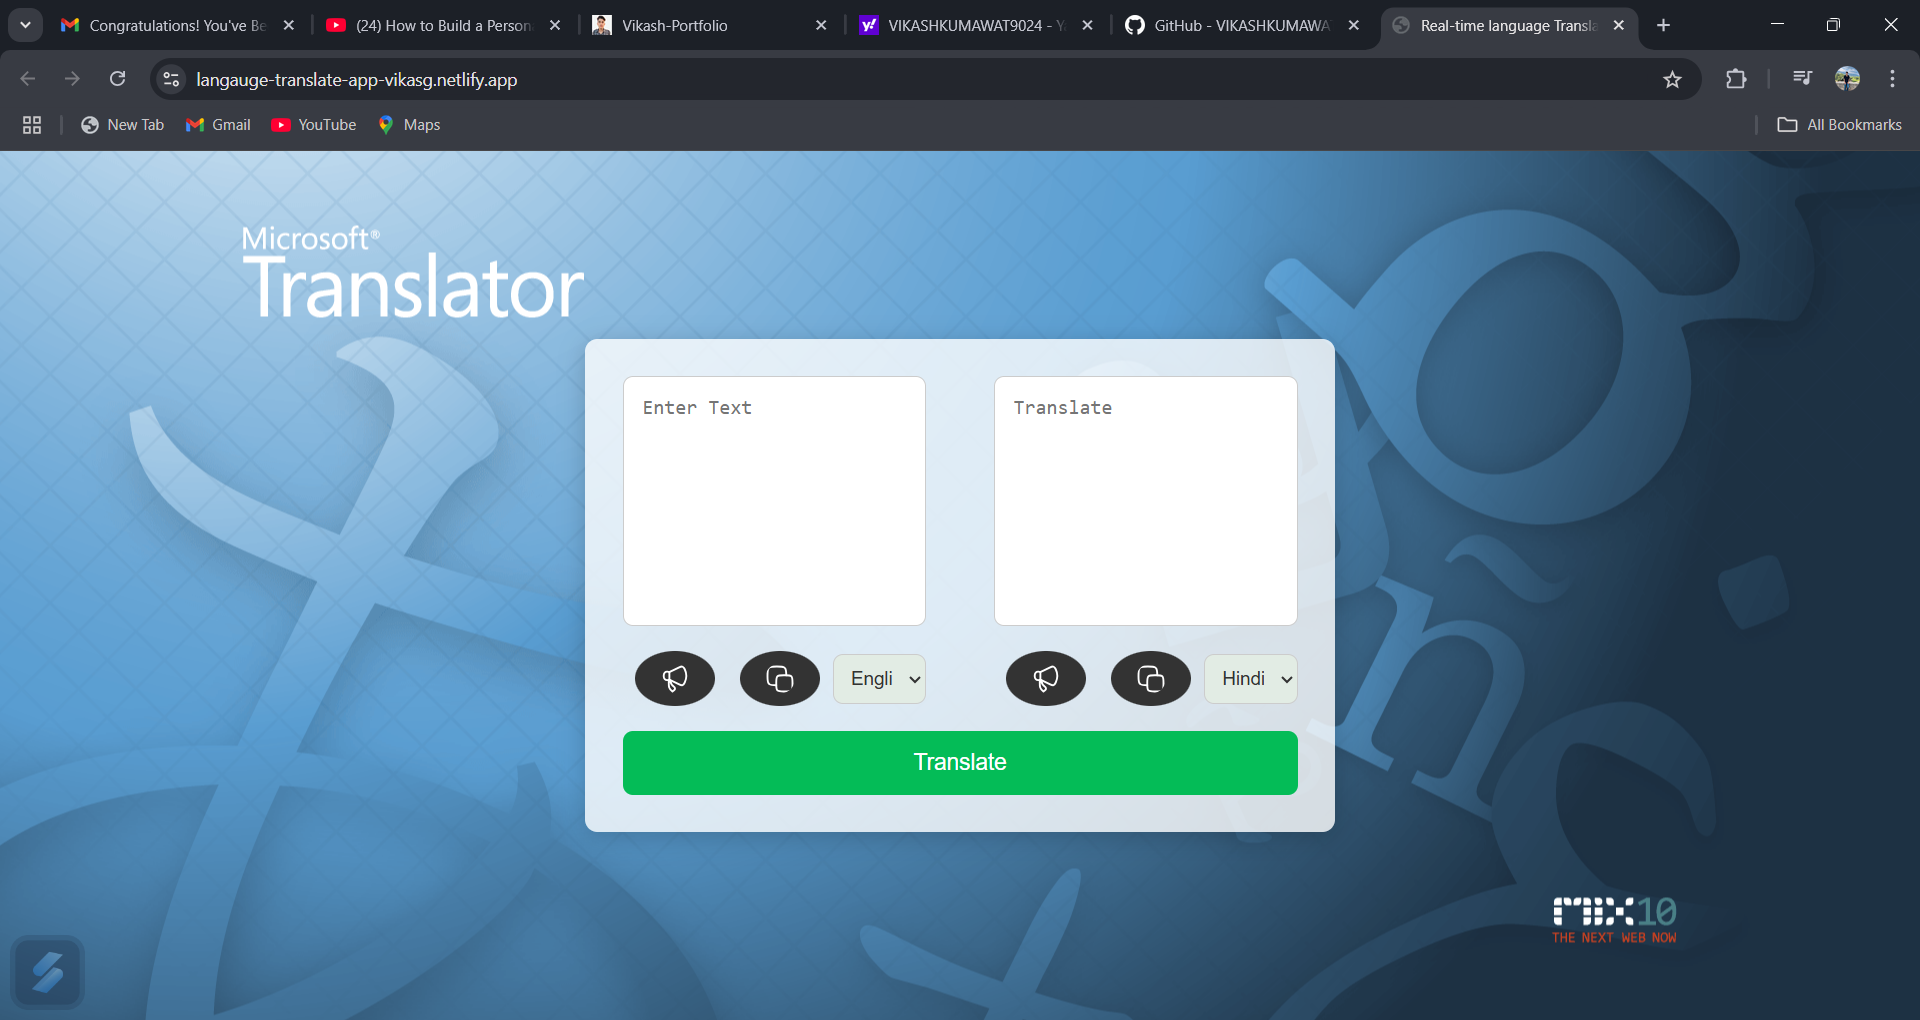 Congratulations! You've Be
(24) How to Build a Person
Vikash-Portfolio
VIKASHKUMAWAT9024 - Y
GitHub - VIKASHKUMAWA
Real-time language Transla
langauge-translate-app-vikasg.netlify.app
New Tab
Gmail
YouTube
Maps
All Bookmarks
Microsoft®
Translator
Enter Text
Translate
Engli
Hindi
Translate
MIX10
THE NEXT WEB NOW